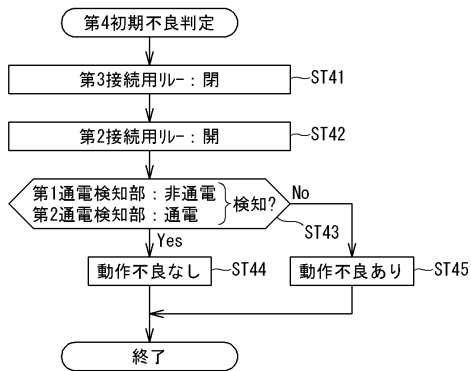 第4初期不良判定
第3接続用リレー：閉
ST41
第2接続用リレー：開
ST42
第1通電検知部：非通電
第2通電検知部：通電
検知?
No
ST43
Yes
動作不良なし
ST44
動作不良あり
ST45
終了